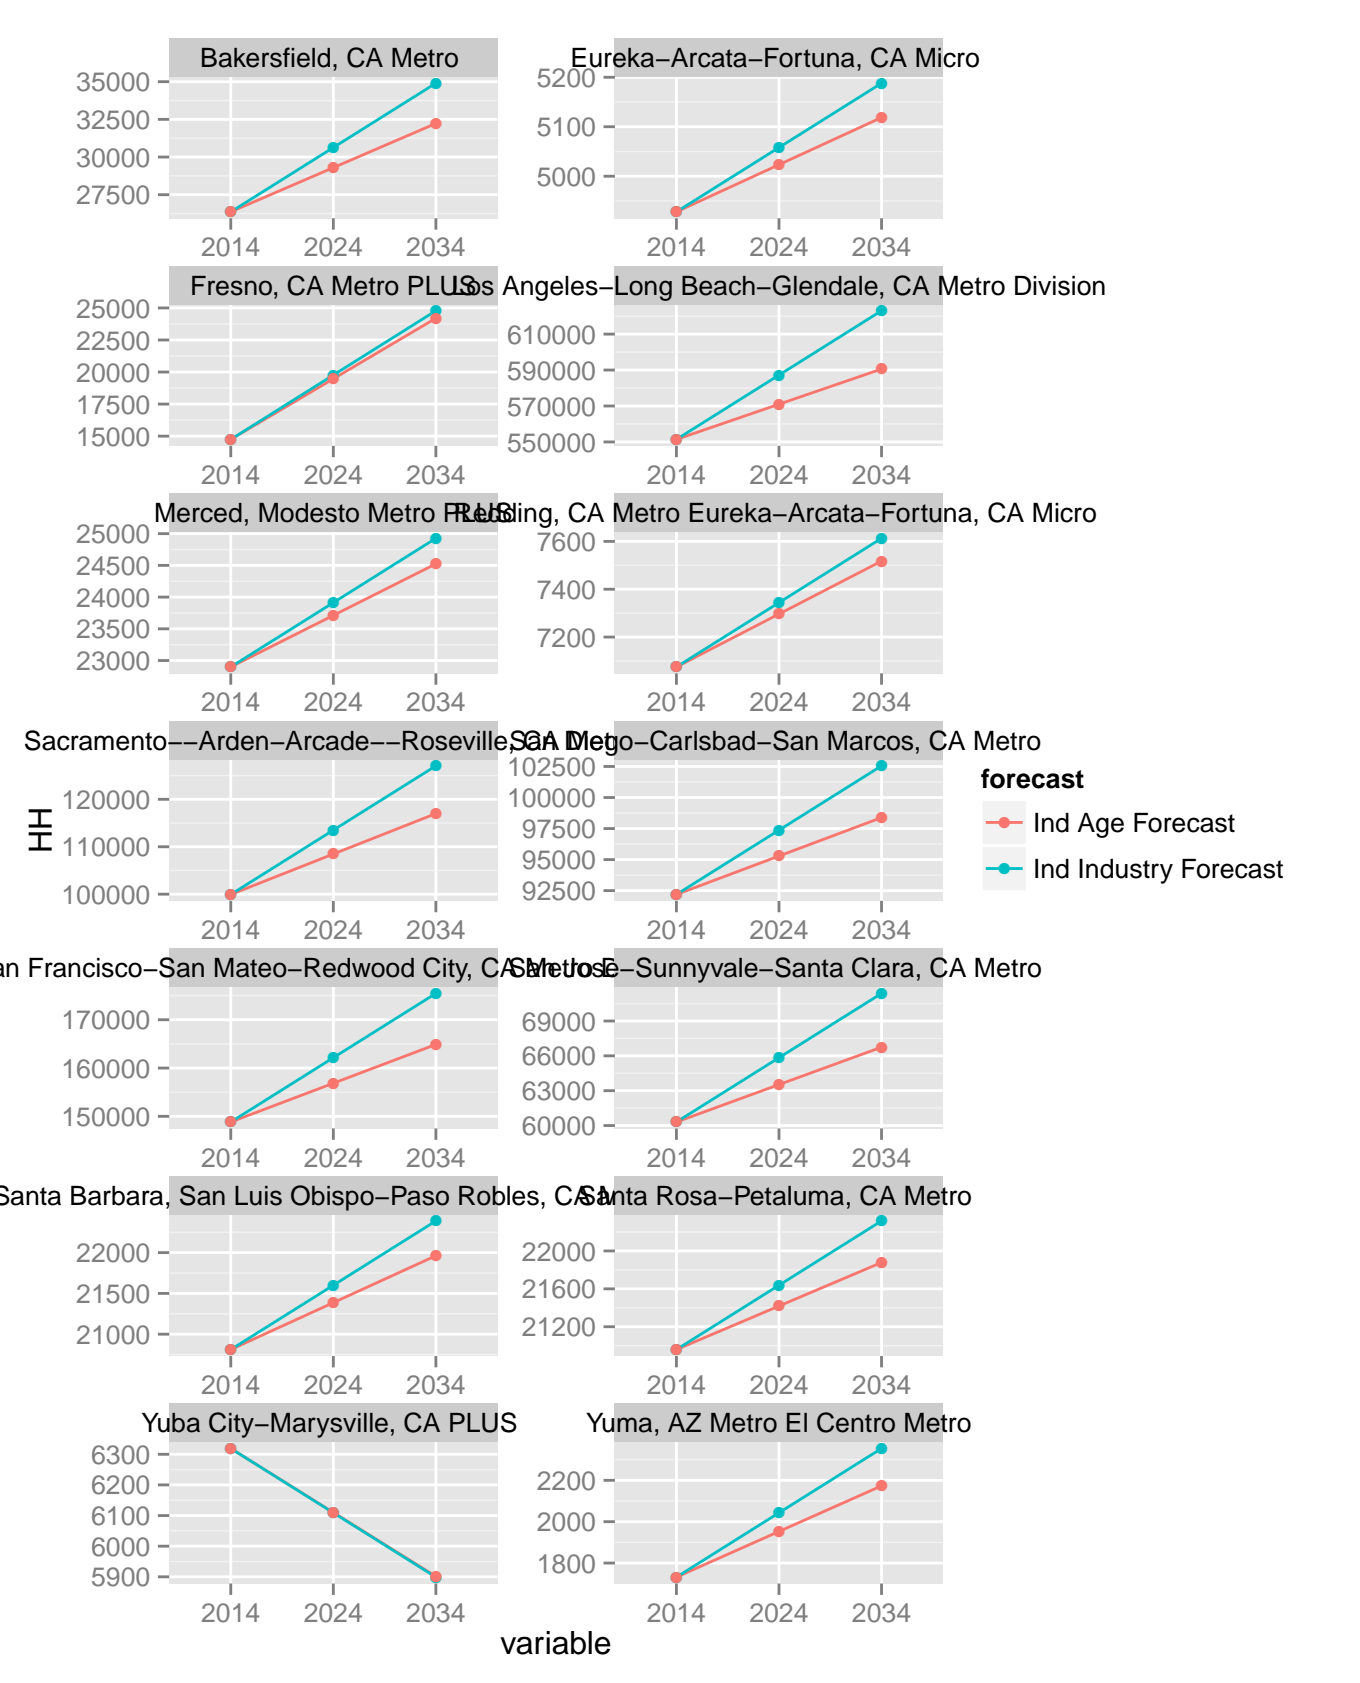 Bakersfield, CA Metro
35000
32500
30000
27500
2014 2024 2034
Eureka−Arcata−Fortuna, CA Micro
5200
5100
5000
2014 2024 2034
Fresno, CA Metro PLUS
25000
22500
20000
17500
15000
2014 2024 2034
Los Angeles−Long Beach−Glendale, CA Metro Division
610000
590000
570000
550000
2014 2024 2034
Merced, Modesto Metro PLUS
25000
24500
24000
23500
23000
2014 2024 2034
Redding, CA Metro Eureka−Arcata−Fortuna, CA Micro
7600
7400
7200
2014 2024 2034
Sacramento−−Arden−Arcade−−Roseville, CA Metro
120000
110000
100000
2014 2024 2034
San Diego−Carlsbad−San Marcos, CA Metro
102500
100000
97500
95000
92500
2014 2024 2034
an Francisco−San Mateo−Redwood City, CA Metro D
170000
160000
150000
2014 2024 2034
San Jose−Sunnyvale−Santa Clara, CA Metro
69000
66000
63000
60000
2014 2024 2034
Santa Barbara, San Luis Obispo−Paso Robles, CA
22000
21500
21000
2014 2024 2034
Santa Rosa−Petaluma, CA Metro
22000
21600
21200
2014 2024 2034
Yuba City−Marysville, CA PLUS
6300
6200
6100
6000
5900
2014 2024 2034
Yuma, AZ Metro El Centro Metro
2200
2000
1800
2014 2024 2034
HH
variable
forecast
Ind Age Forecast
Ind Industry Forecast